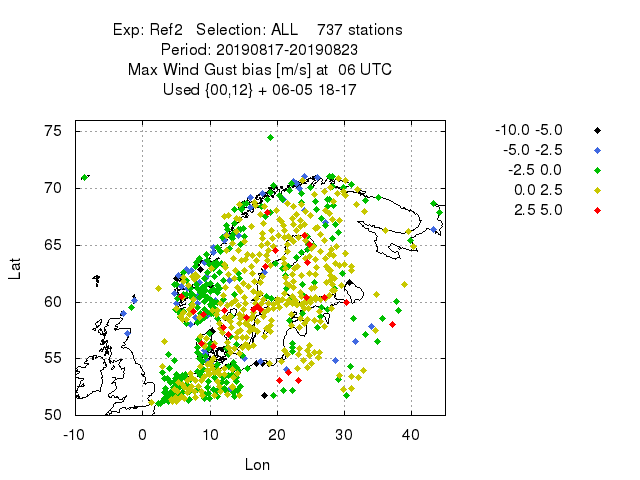 Exp: Ref2 Selection: ALL 737 stations
Period: 20190817-20190823
Max Wind Gust bias [m/s] at 06 UTC
Used {00,12} + 06-05 18-17
-10.0 -5.0
-5.0 -2.5
-2.5 0.0
0.0 2.5
2.5 5.0
75
70
65
60
55
50
Lat
-10 0 10 20 30 40
Lon